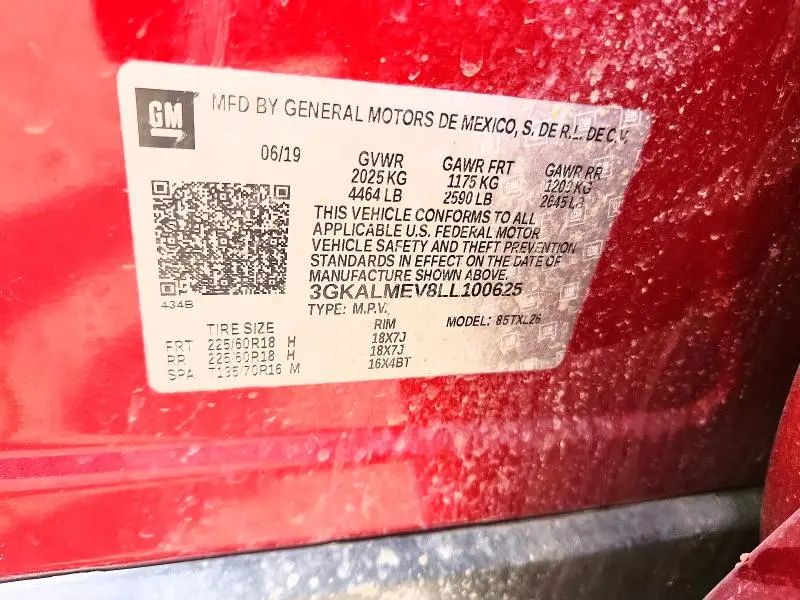 GM MFD BY GENERAL MOTORS DE MEXICO, S. DE R.L. DE C.V.
06/19 GVWR GAWR FRT GAWR RR
2025 KG 1175 KG 1200 KG
4464 LB 2590 LB 2645 LB
THIS VEHICLE CONFORMS TO ALL
APPLICABLE U.S. FEDERAL MOTOR
VEHICLE SAFETY AND THEFT PREVENTION
STANDARDS IN EFFECT ON THE DATE OF
MANUFACTURE SHOWN ABOVE.
3GKALMEV8LL100625
434B
TYPE: M.P.V. MODEL: 85TXL26
TIRE SIZE RIM
FRT 225/60R18 H 18X7J
RR 225/60R18 H 18X7J
SPA T135/70R16 M 16X4BT